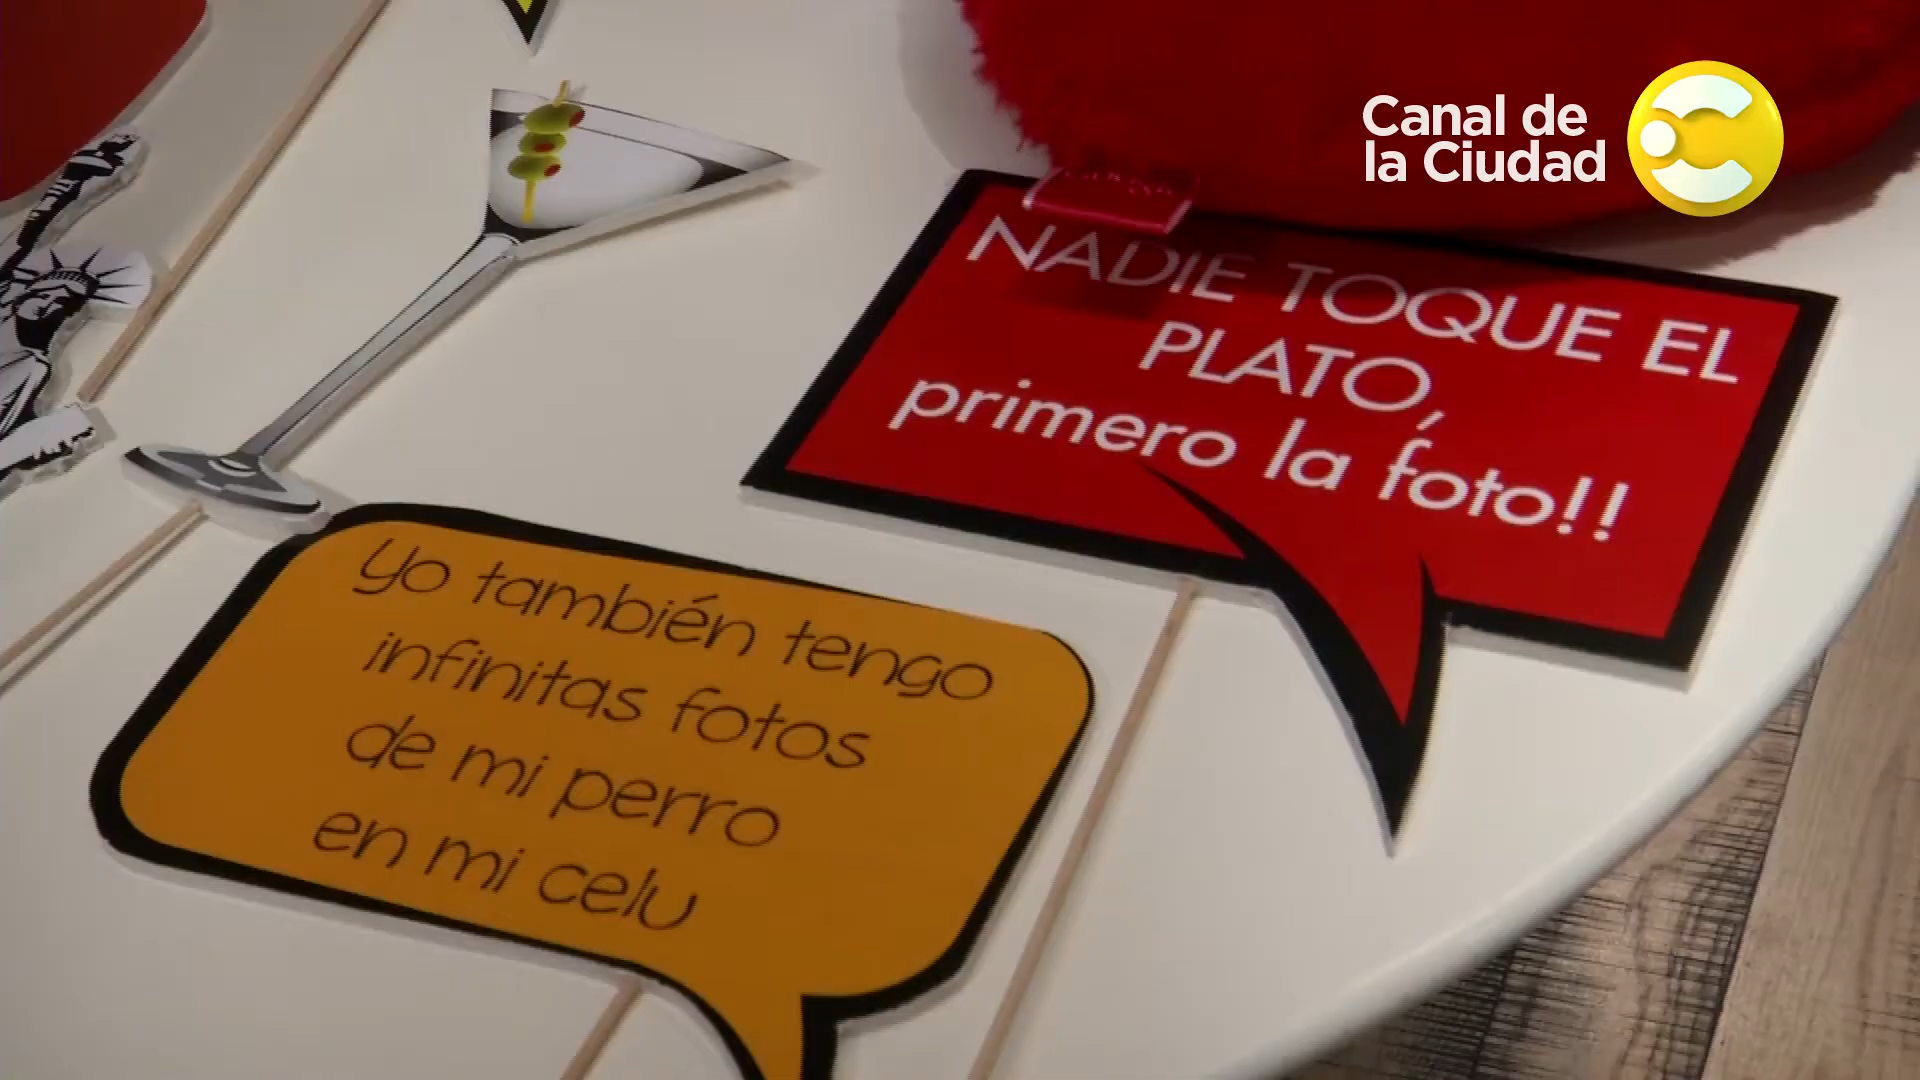 Canal de
la Ciudad
NADIE TOQUE EL
PLATO,
primero la foto!!
Yo también tengo
infinitas fotos
de mi perro
en mi celu